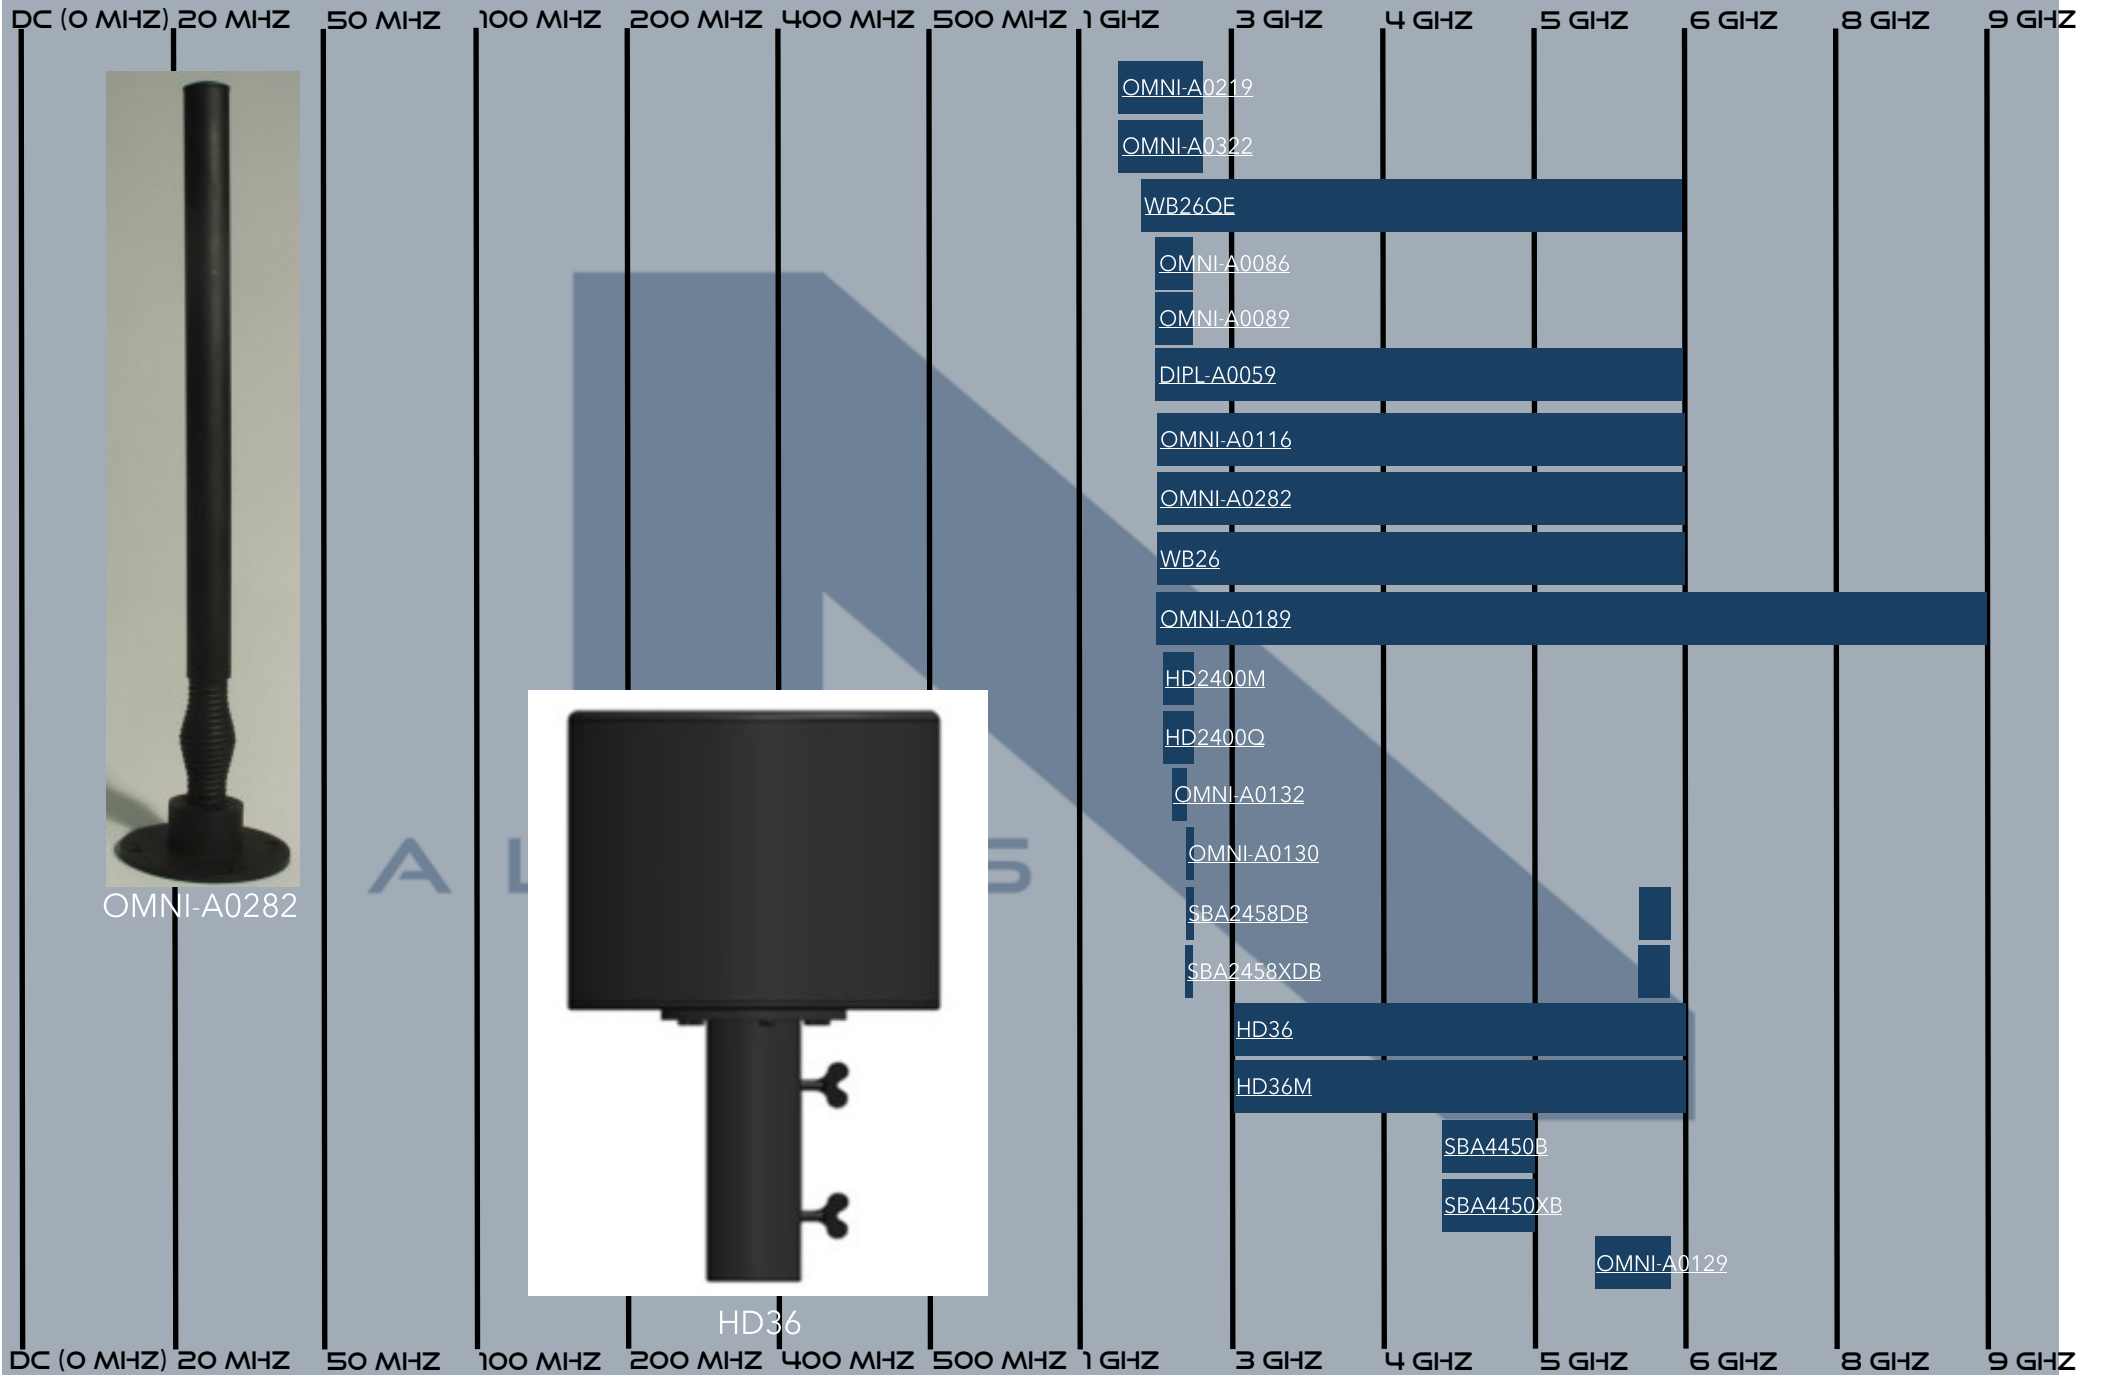 DC (0 MHZ) 20 MHZ 50 MHZ 100 MHZ 200 MHZ 400 MHZ 500 MHZ 1 GHZ 3 GHZ 4 GHZ 5 GHZ 6 GHZ 8 GHZ 9 GHZ
OMNI-A0219
OMNI-A0322
WB26QE
OMNI-A0086
OMNI-A0089
DIPL-A0059
OMNI-A0116
OMNI-A0282
WB26
OMNI-A0189
HD2400M
HD2400Q
OMNI-A0132
OMNI-A0130
SBA2458DB
SBA2458XDB
HD36
HD36M
SBA4450B
SBA4450XB
OMNI-A0129
OMNI-A0282
HD36
DC (0 MHZ) 20 MHZ 50 MHZ 100 MHZ 200 MHZ 400 MHZ 500 MHZ 1 GHZ 3 GHZ 4 GHZ 5 GHZ 6 GHZ 8 GHZ 9 GHZ